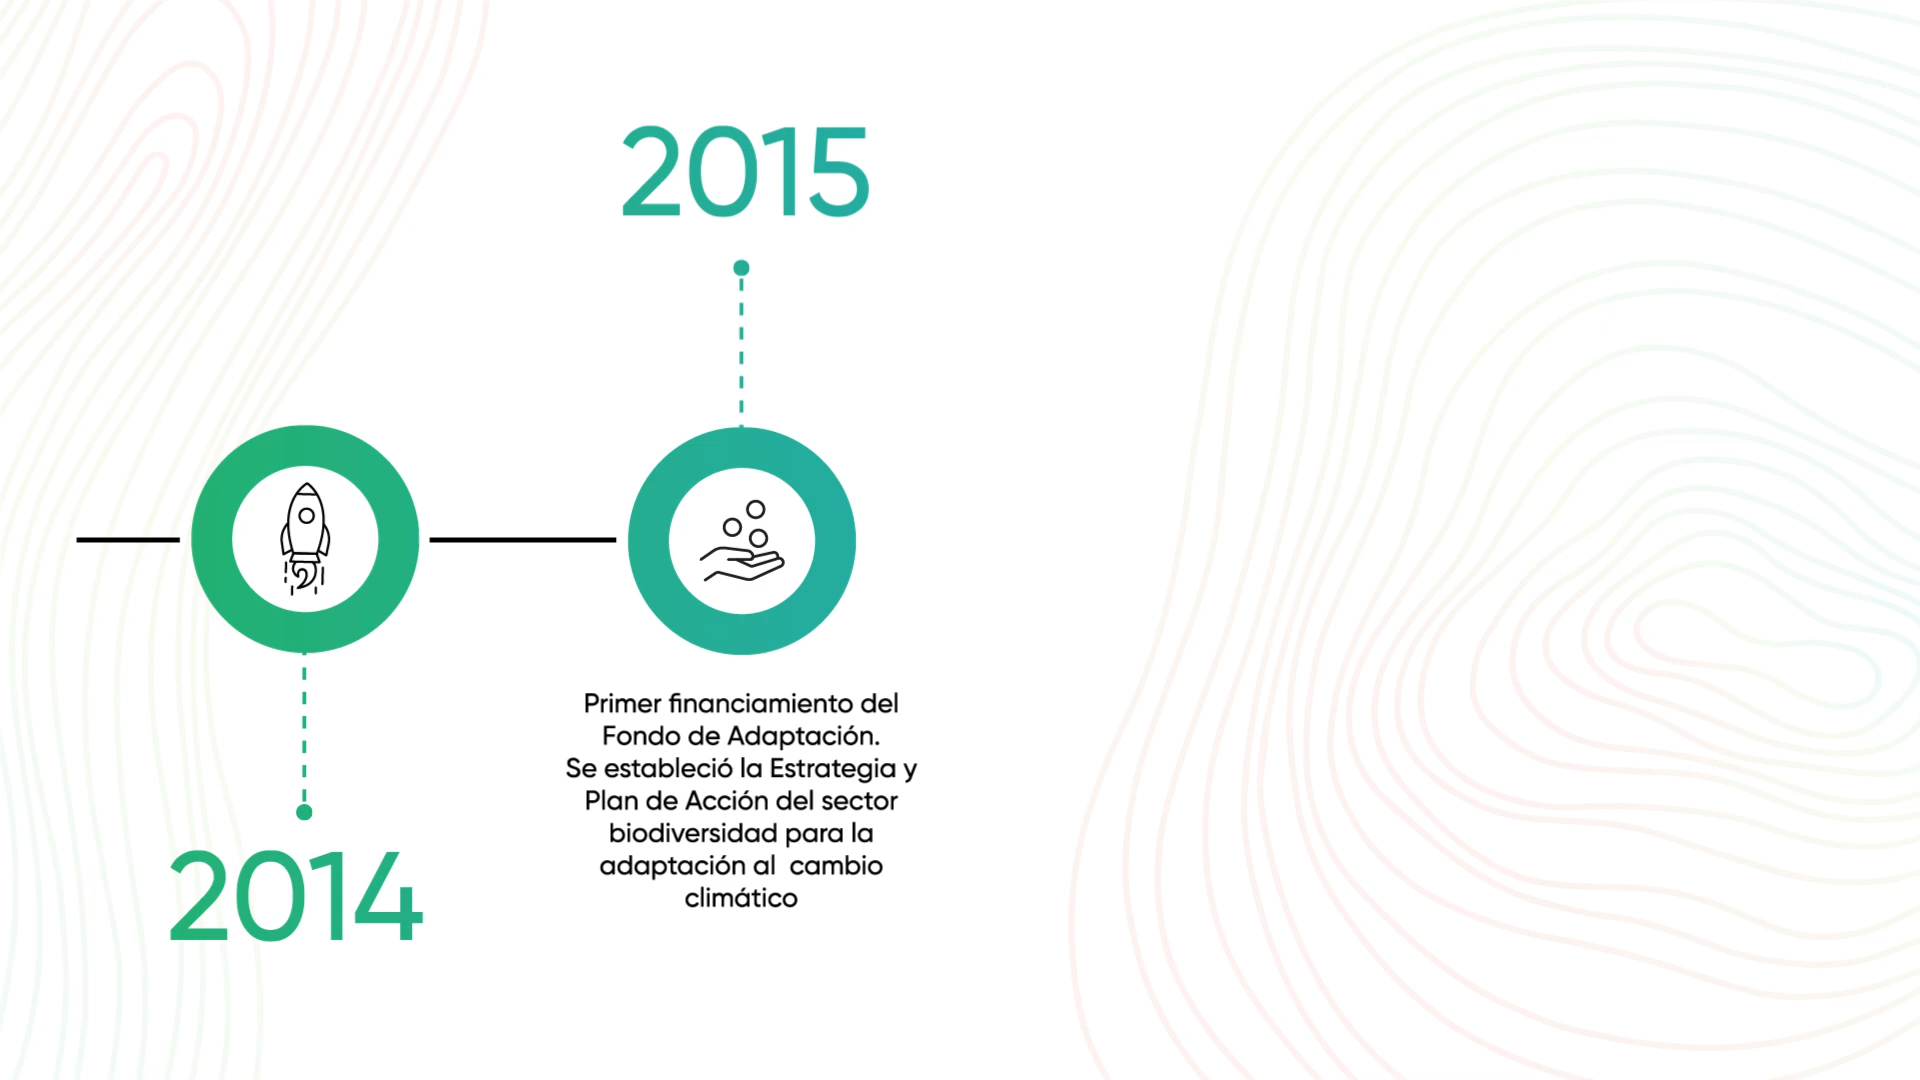 2015
Primer financiamiento del
Fondo de Adaptación.
Se estableció la Estrategia y
Plan de Acción del sector
biodiversidad para la
adaptación al  cambio
climático
2014